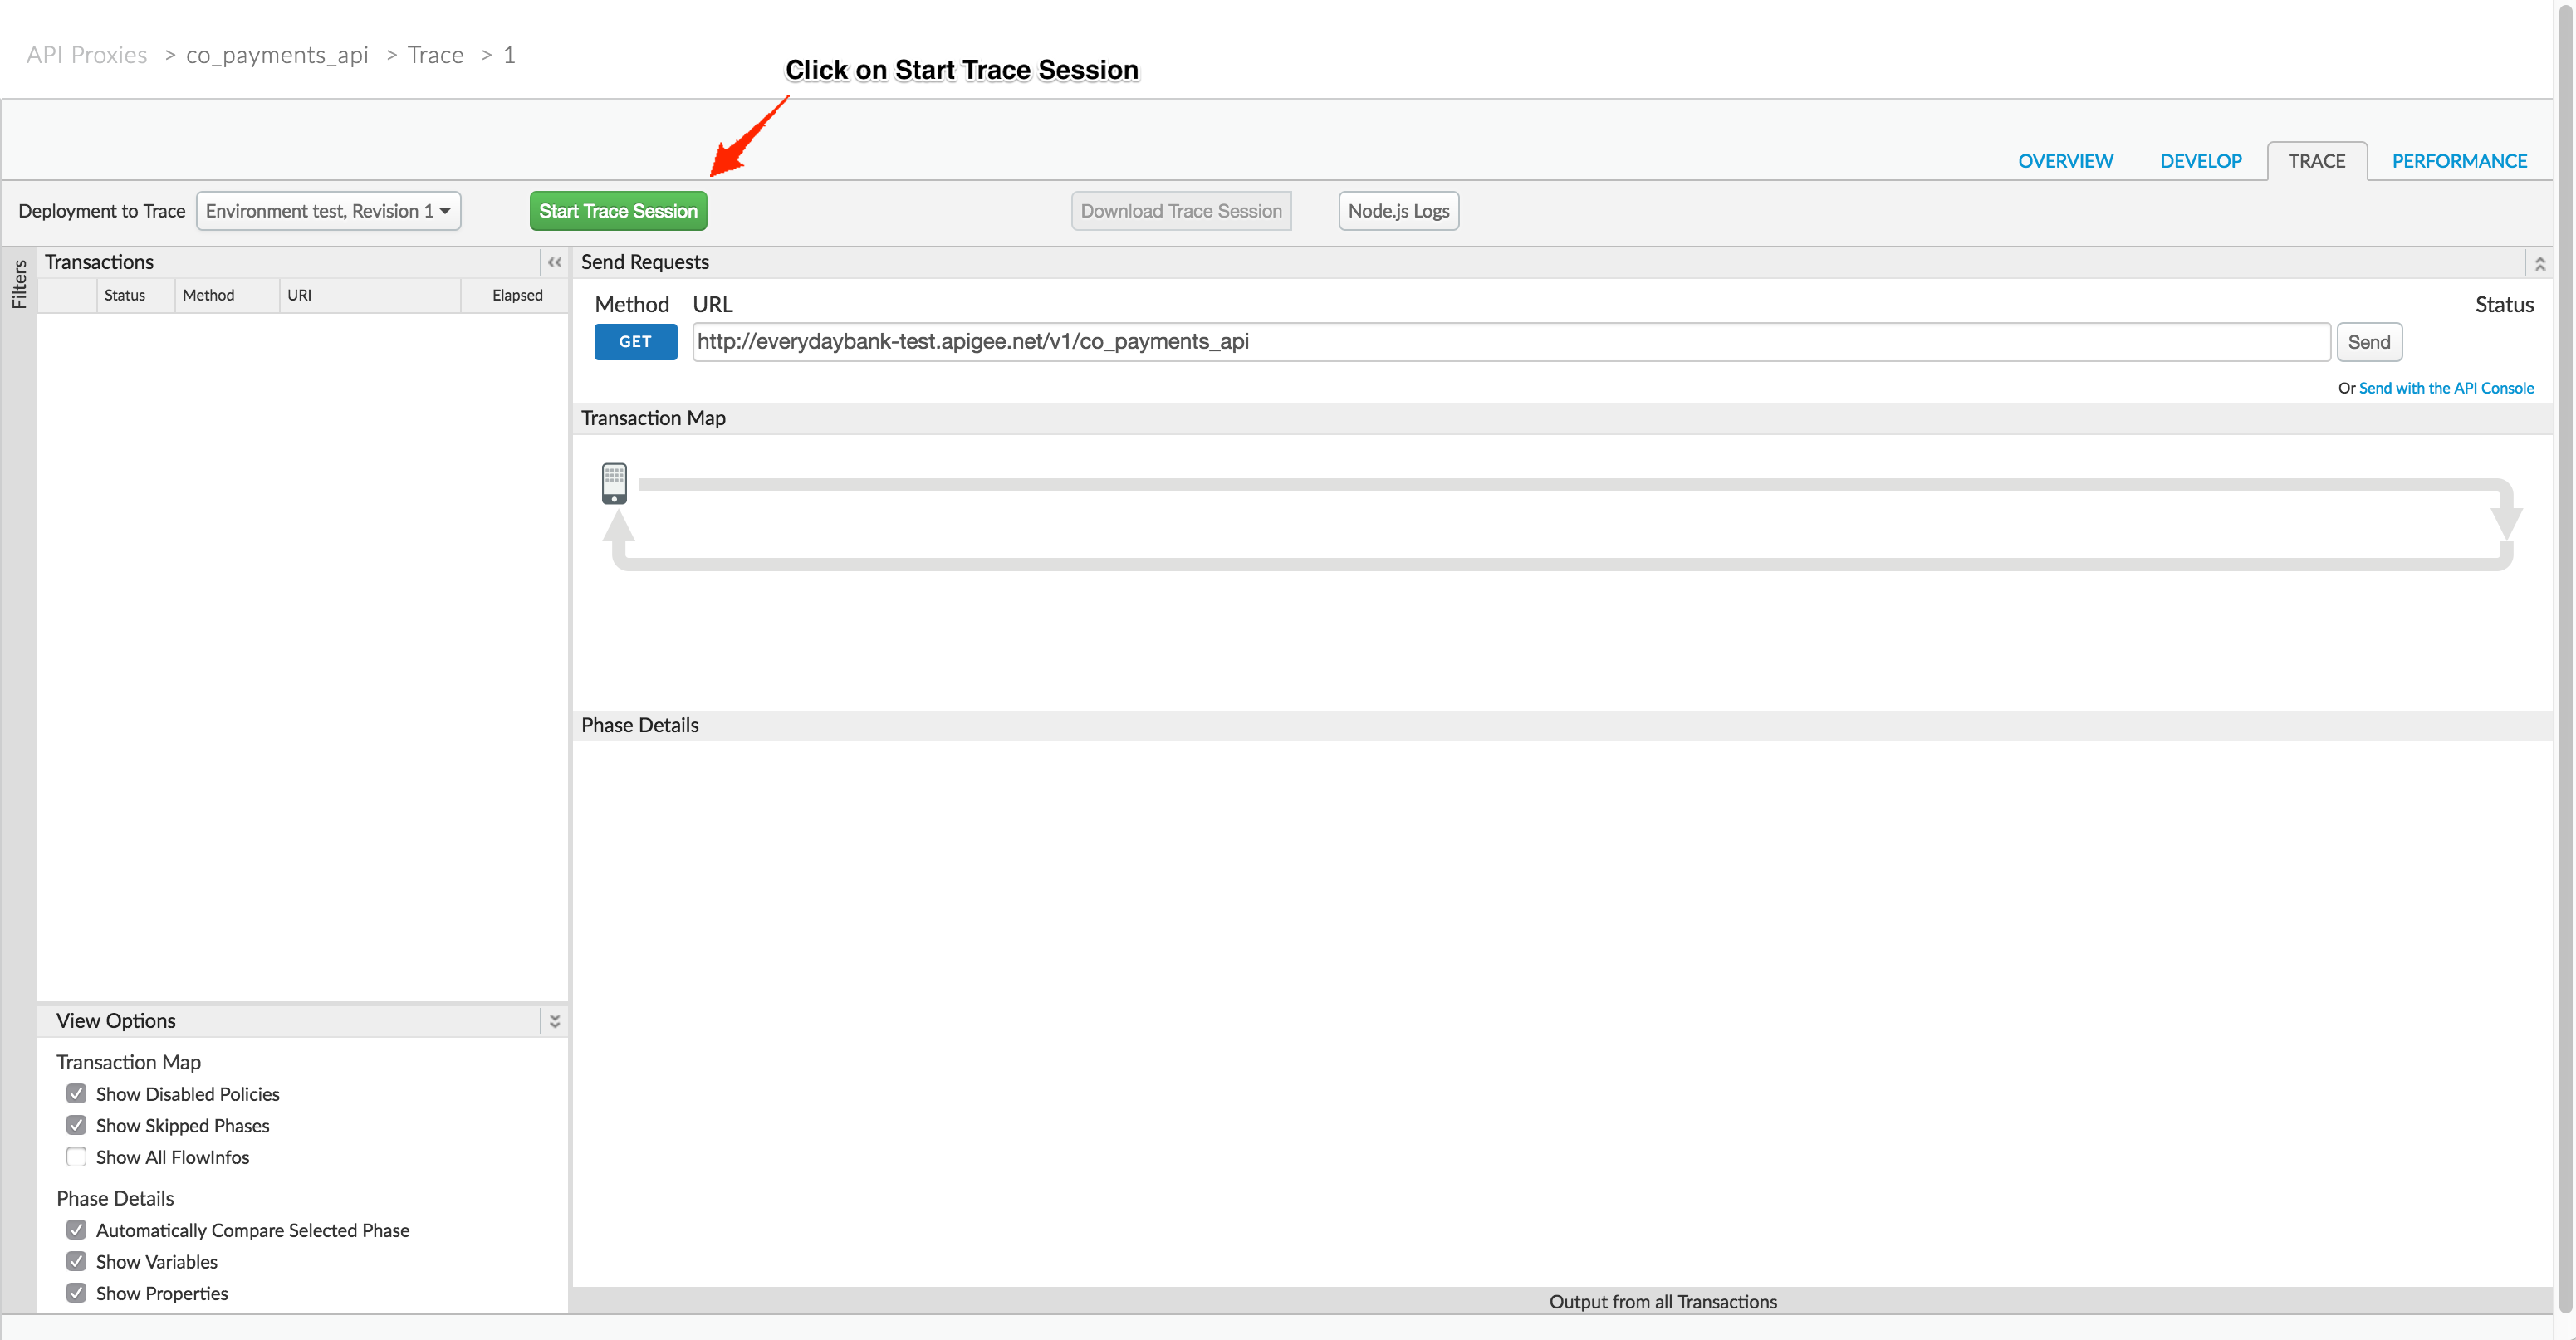 API Proxies > co_payments_api > Trace > 1
Click on Start Trace Session
OVERVIEW DEVELOP TRACE PERFORMANCE
Deployment to Trace Environment test, Revision 1 Start Trace Session Download Trace Session Node.js Logs
Filters
Transactions
Status Method URI Elapsed
Send Requests
Method URL Status
GET http://everydaybank-test.apigee.net/v1/co_payments_api Send
Or Send with the API Console
Transaction Map
Phase Details
View Options
Transaction Map
Show Disabled Policies
Show Skipped Phases
Show All FlowInfos
Phase Details
Automatically Compare Selected Phase
Show Variables
Show Properties
Output from all Transactions